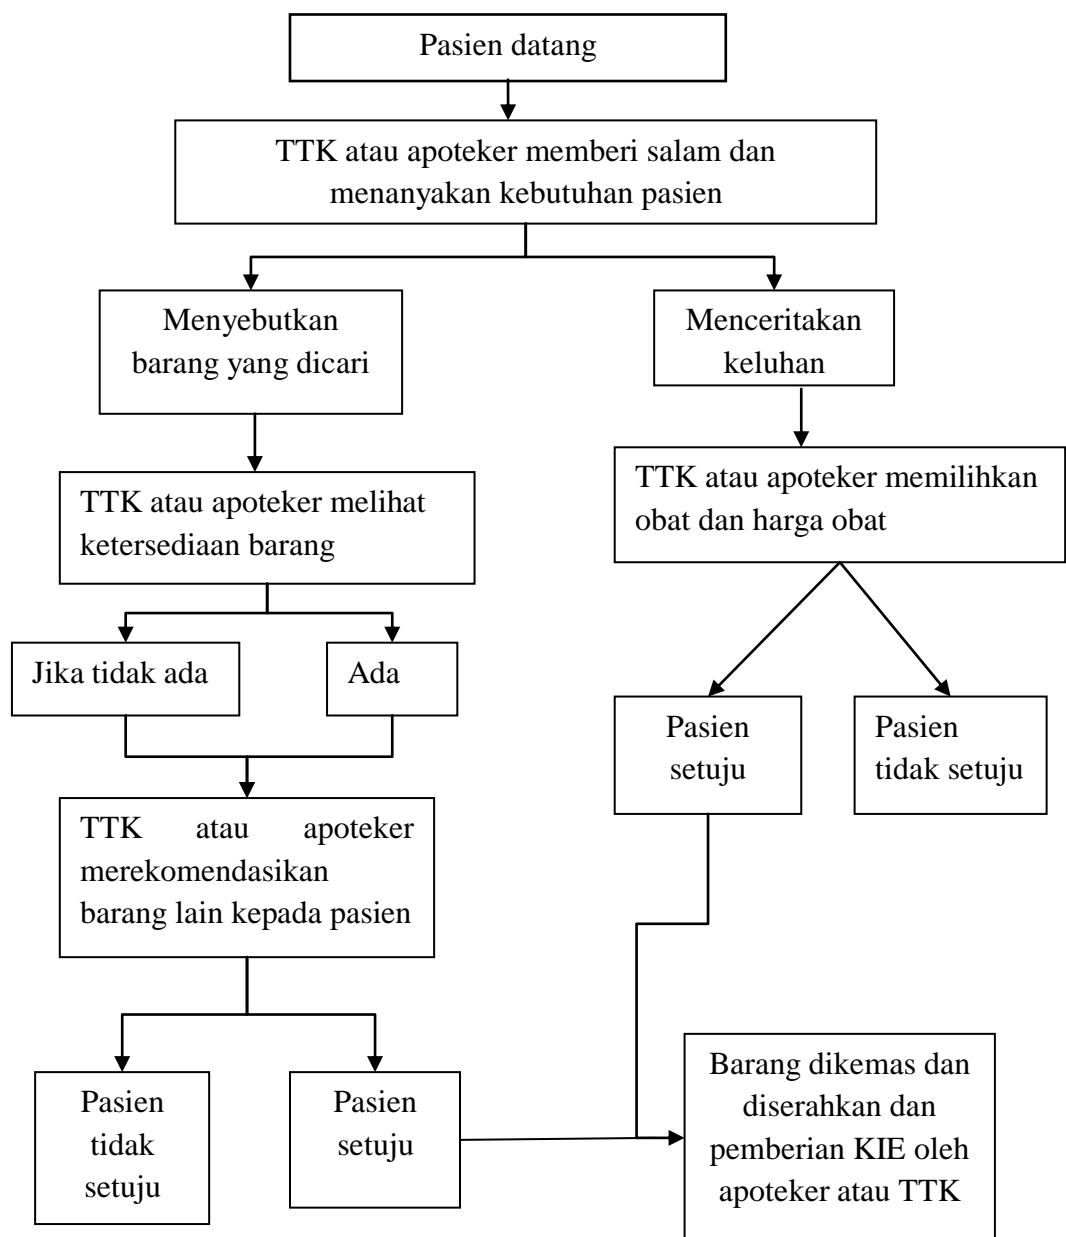 Pasien datang
TTK atau apoteker memberi salam dan
menanyakan kebutuhan pasien
Menyebutkan
barang yang dicari
Menceritakan
keluhan
TTK atau apoteker melihat
ketersediaan barang
TTK atau apoteker memilihkan
obat dan harga obat
Jika tidak ada
Ada
Pasien
setuju
Pasien
tidak setuju
TTK atau apoteker
merekomendasikan
barang lain kepada pasien
Pasien
tidak
setuju
Pasien
setuju
Barang dikemas dan
diserahkan dan
pemberian KIE oleh
apoteker atau TTK